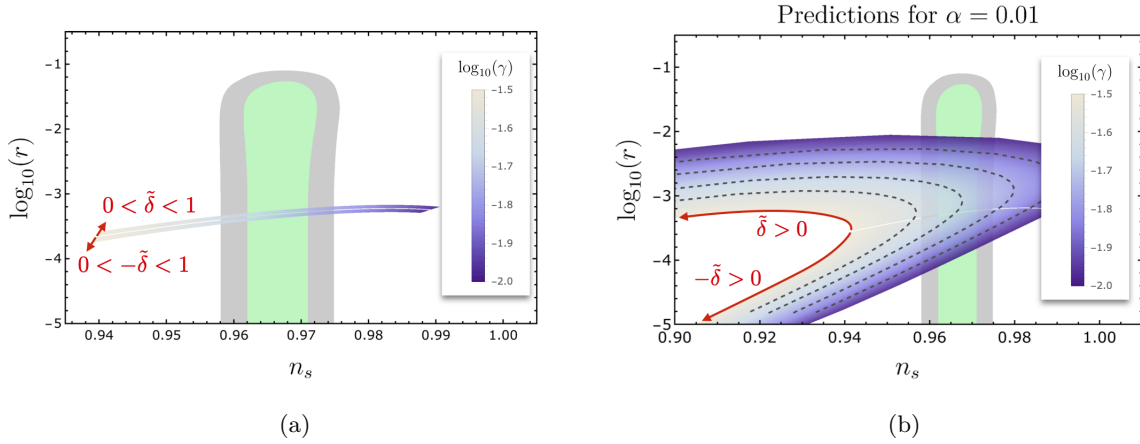 Predictions for α = 0.01
log₁₀(r)
−1
−2
−3
−4
−5
0.94
0.95
0.96
0.97
0.98
0.99
1.00
n_s
0 < δ̃ < 1
0 < −δ̃ < 1
log₁₀(γ)
−1.5
−1.6
−1.7
−1.8
−1.9
−2.0
(a)
log₁₀(r)
−1
−2
−3
−4
−5
0.90
0.92
0.94
0.96
0.98
1.00
n_s
δ̃ > 0
−δ̃ > 0
log₁₀(γ)
−1.5
−1.6
−1.7
−1.8
−1.9
−2.0
(b)